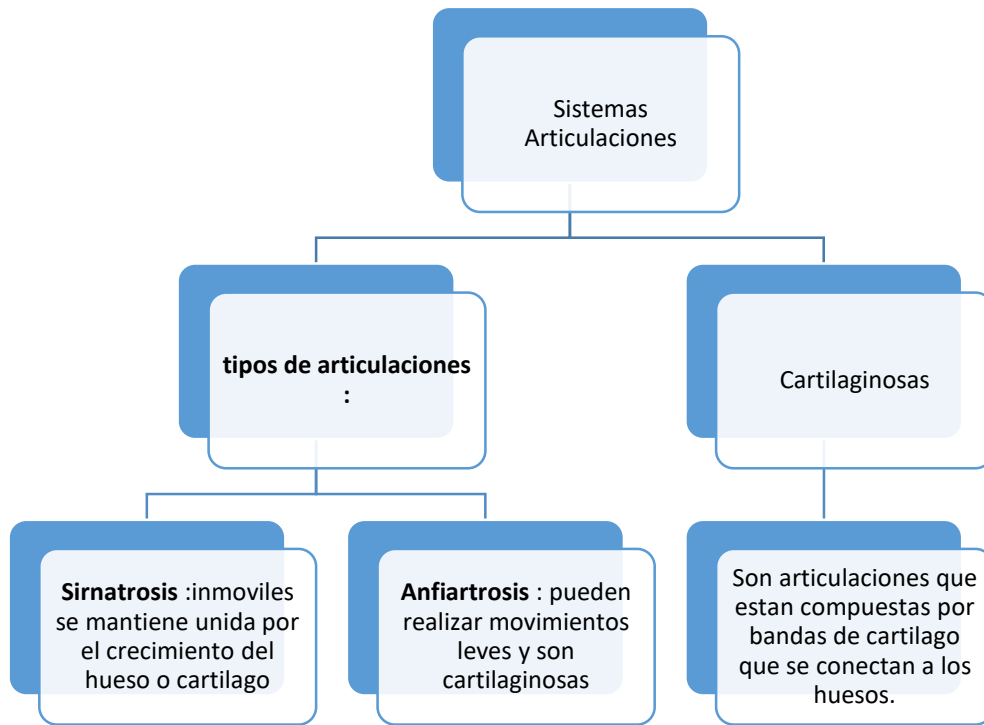 Sistemas
Articulaciones
tipos de articulaciones
:
Cartilaginosas
Sirnatrosis :inmoviles
se mantiene unida por
el crecimiento del
hueso o cartilago
Anfiartrosis : pueden
realizar movimientos
leves y son
cartilaginosas
Son articulaciones que
estan compuestas por
bandas de cartilago
que se conectan a los
huesos.